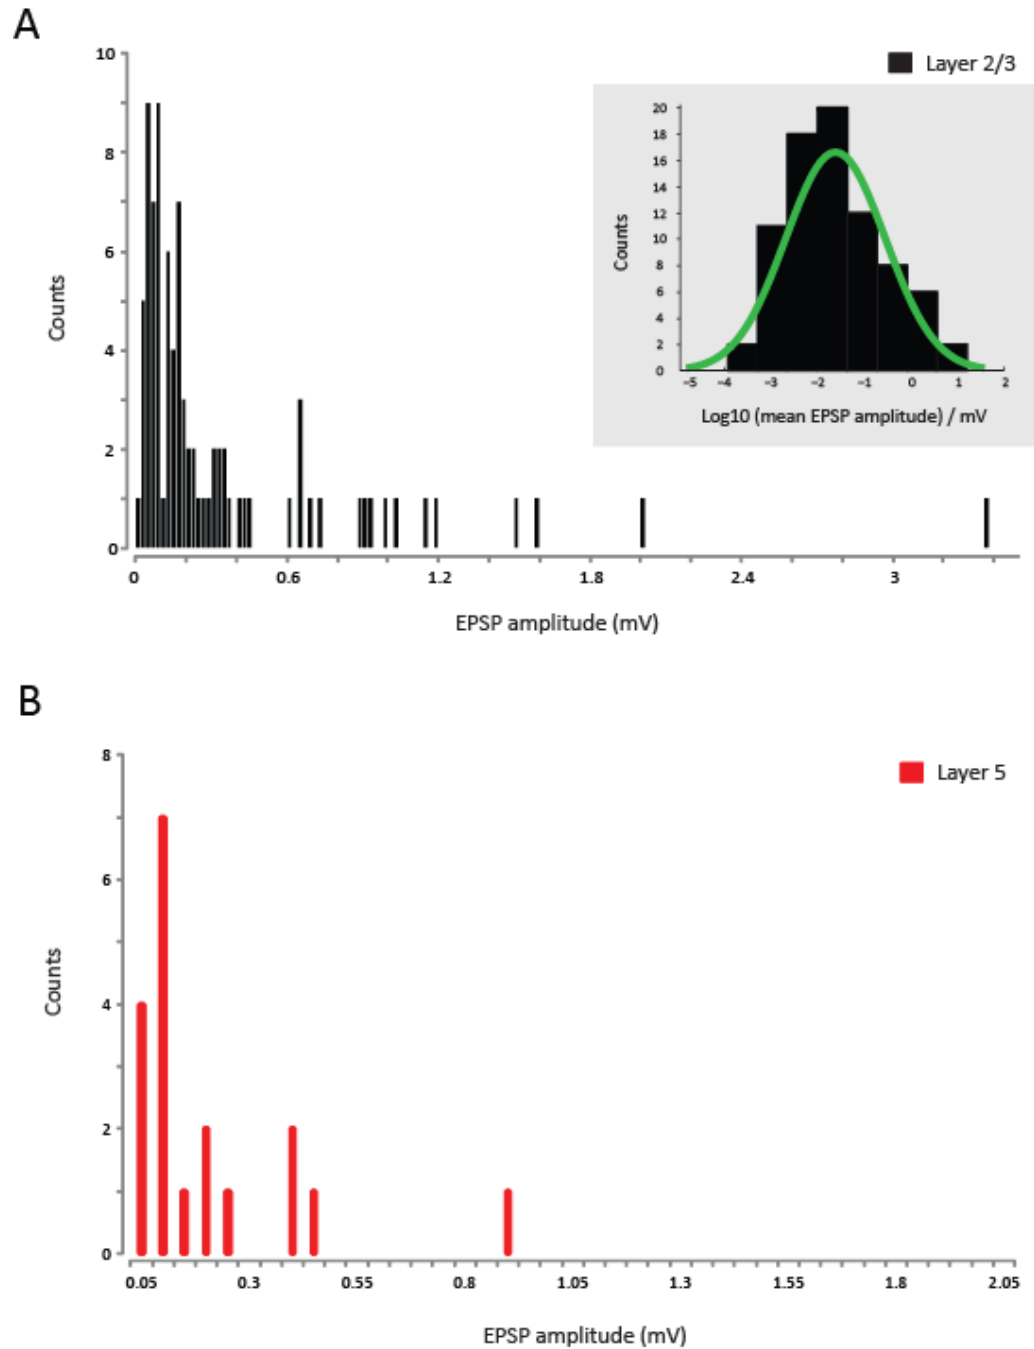 A
10
8
6
4
2
0
Counts
0 0.6 1.2 1.8 2.4 3
EPSP amplitude (mV)
Layer 2/3
20
18
16
14
12
10
8
6
4
2
0
Counts
−5 −4 −3 −2 −1 0 1 2
Log10 (mean EPSP amplitude) / mV
B
8
6
4
2
0
Counts
Layer 5
0.05 0.3 0.55 0.8 1.05 1.3 1.55 1.8 2.05
EPSP amplitude (mV)